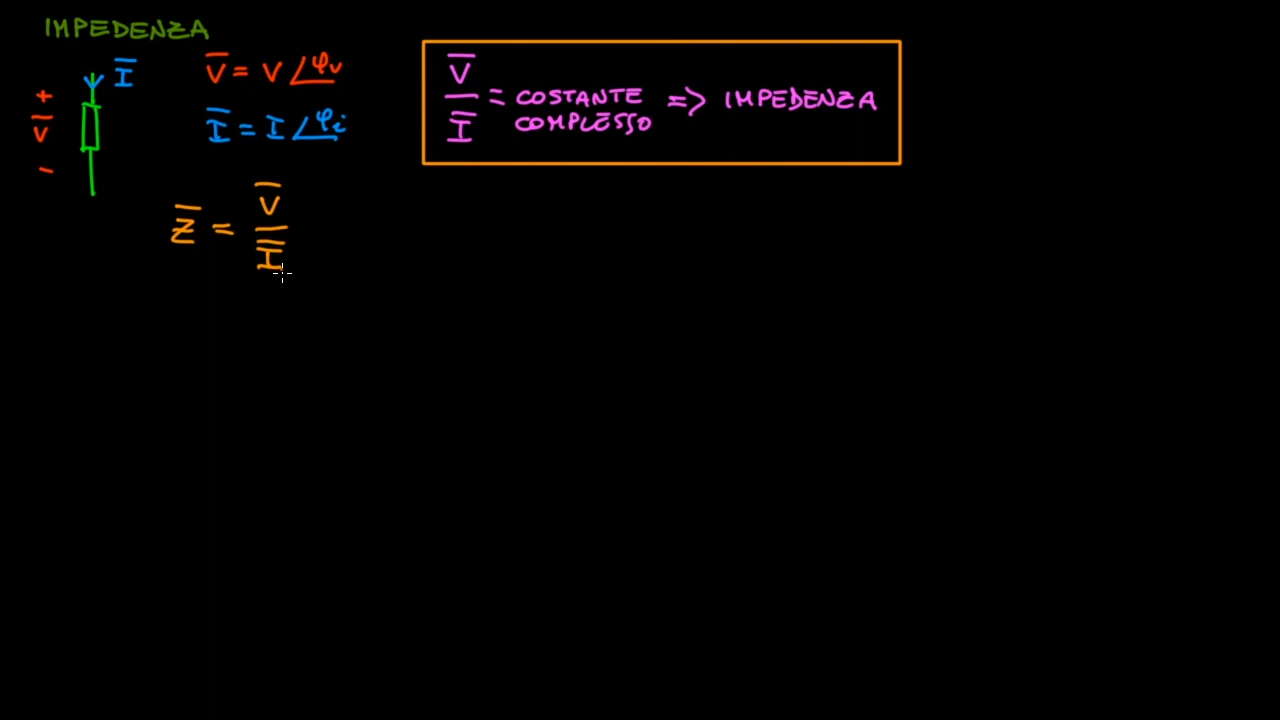 IMPEDENZA
+
V̅
-
I̅
V̅ = V ∠φv
I̅ = I ∠φi
V̅ / I̅ = COSTANTE COMPLESSO => IMPEDENZA
Z̅ = V̅ / I̅